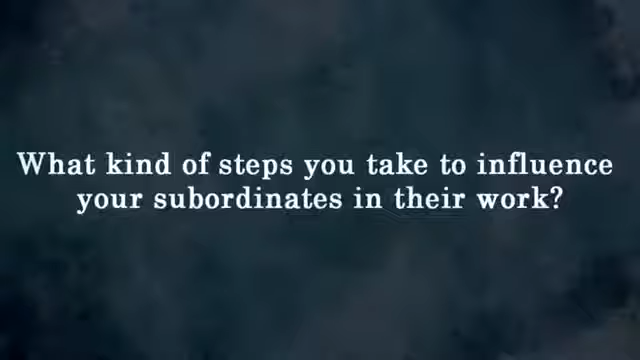 What kind of steps you take to influence
your subordinates in their work?